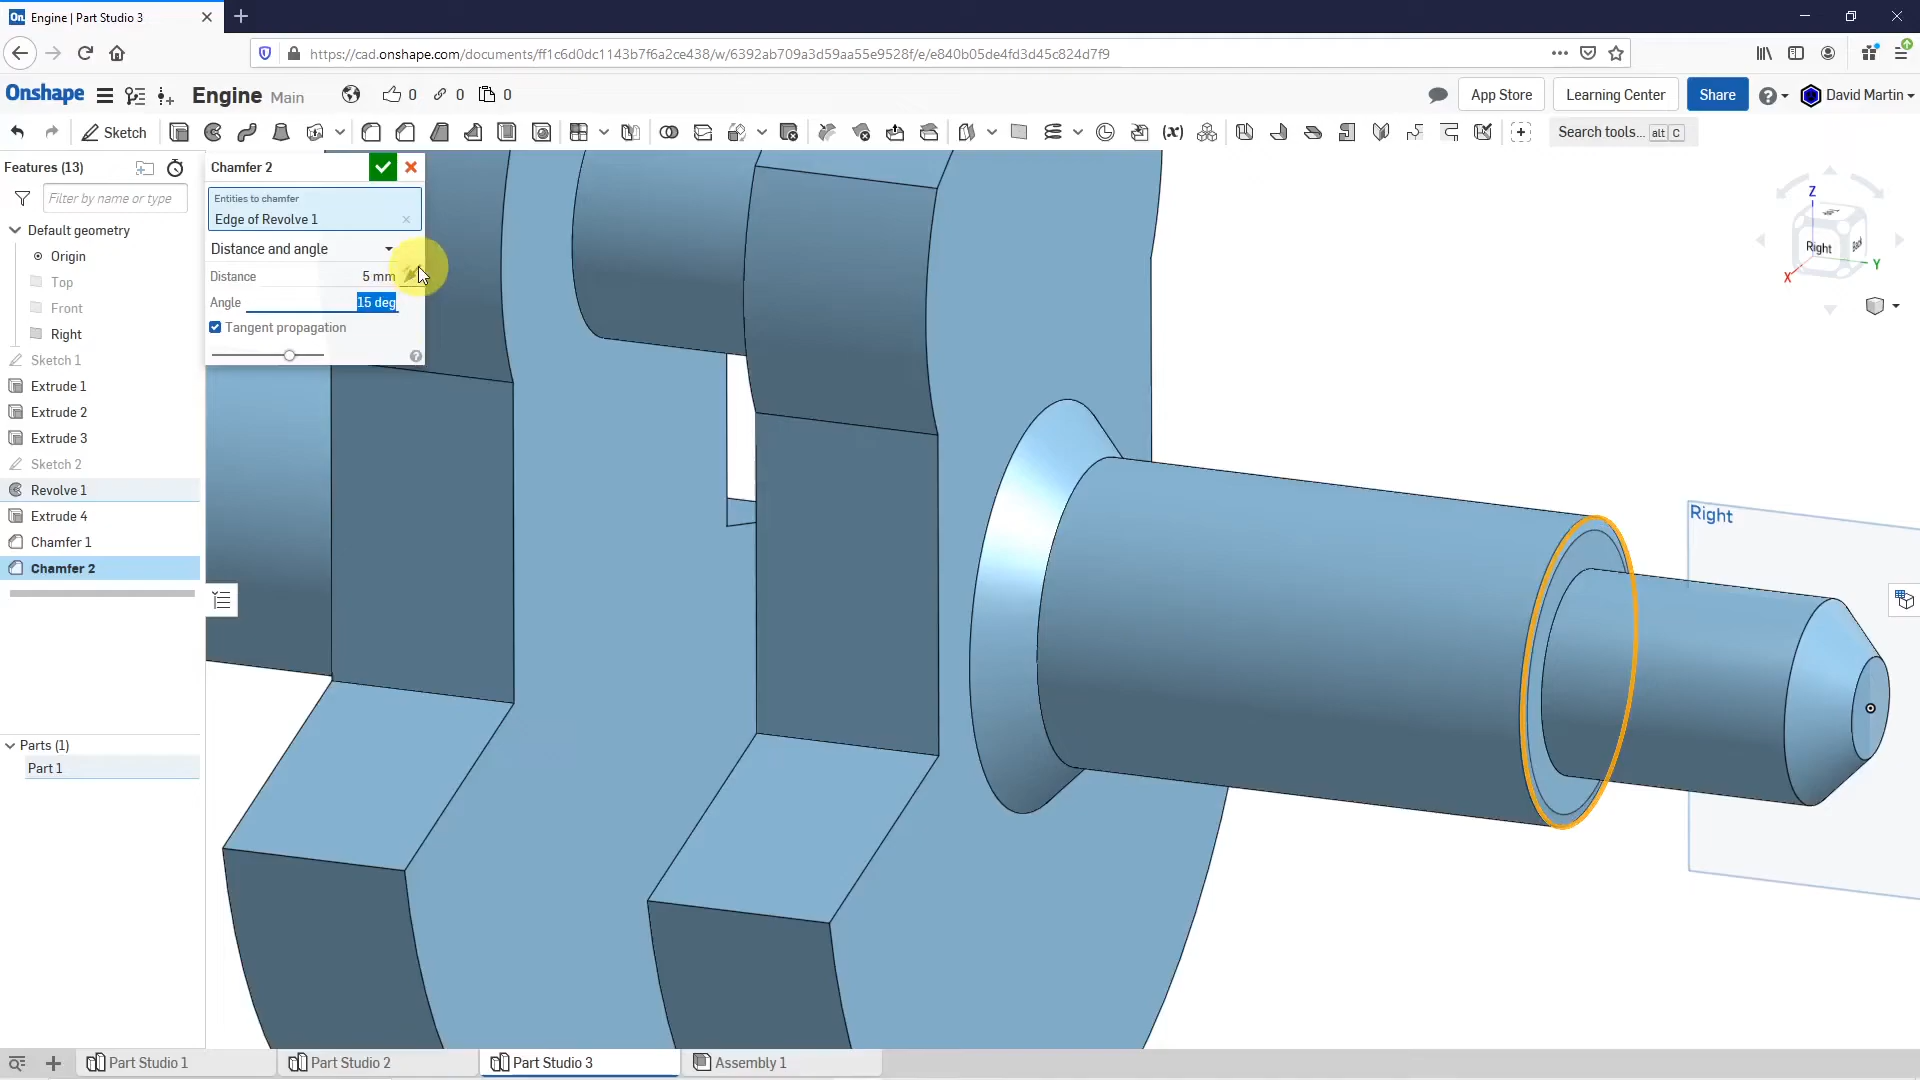 On. Engine | Part Studio 3
https://cad.onshape.com/documents/ff1c6d0dc1143b7f6a2ce438/w/6392ab709a3d59aa55e9528f/e/e840b05de4fd3d45c824d7f9
Onshape Engine Main 0 0 0 App Store Learning Center Share David Martin
Sketch (x) Search tools... alt C
Features (13)
Filter by name or type
Default geometry
Origin
Top
Front
Right
Sketch 1
Extrude 1
Extrude 2
Extrude 3
Sketch 2
Revolve 1
Extrude 4
Chamfer 1
Chamfer 2
Parts (1)
Part 1
Chamfer 2
Entities to chamfer
Edge of Revolve 1
Distance and angle
Distance 5 mm
Angle 15 deg
Tangent propagation
Right
Z
Right Back
X Y
Part Studio 1 Part Studio 2 Part Studio 3 Assembly 1